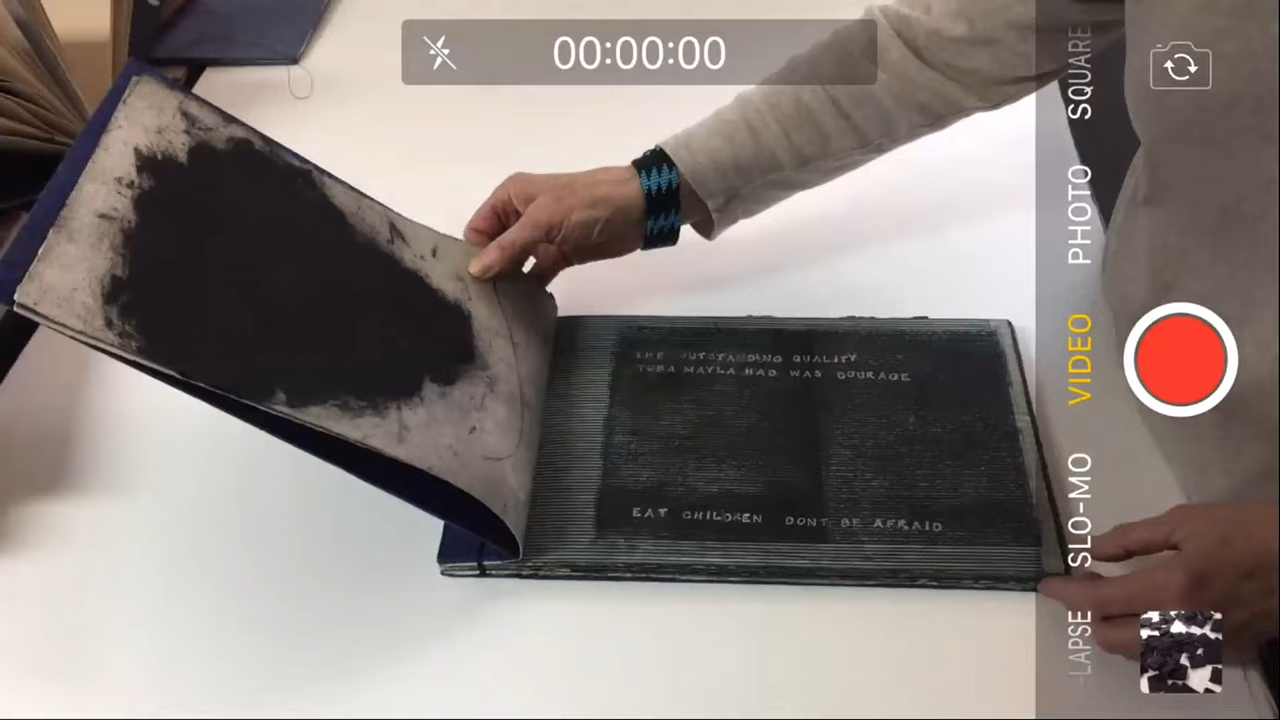 00:00:00
THE OUTSTANDING QUALITY
TOBA MAYLA HAD WAS COURAGE
EAT CHILDREN DONT BE AFRAID
SQUARE
PHOTO
VIDEO
SLO-MO
-LAPSE